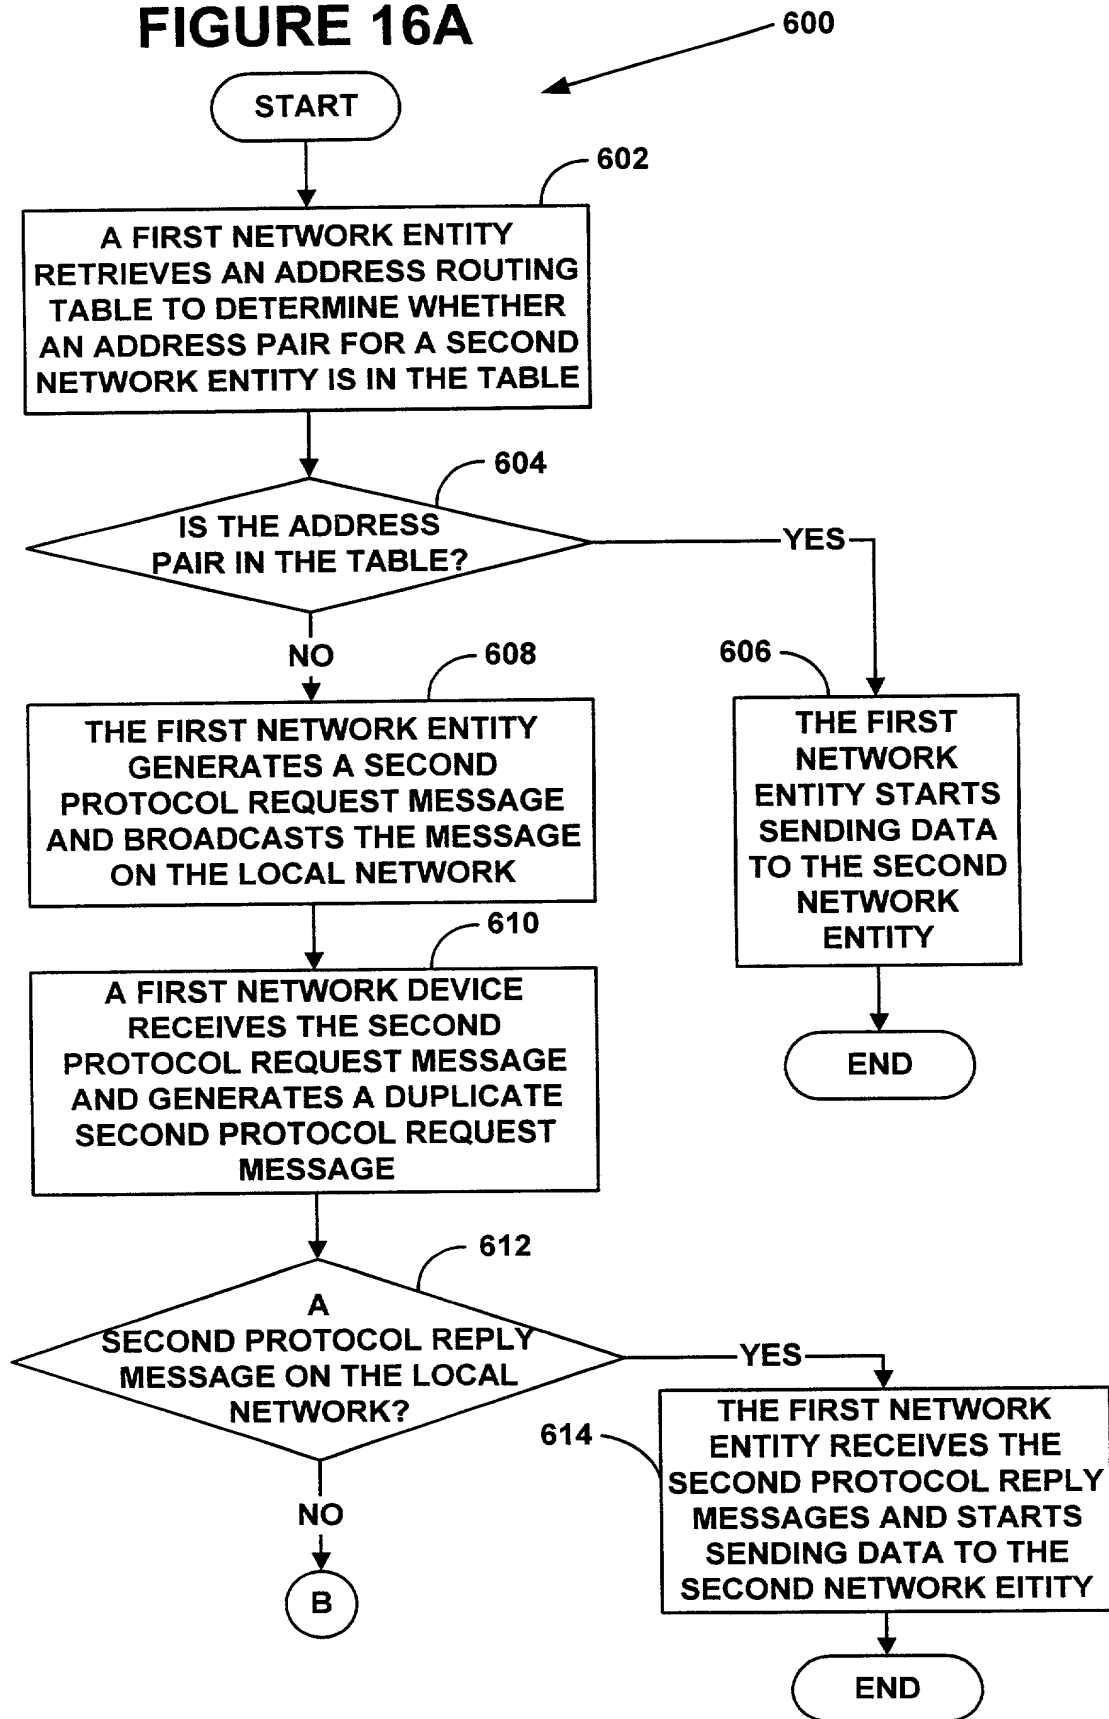 FIGURE 16A
600
START
602
A FIRST NETWORK ENTITY
RETRIEVES AN ADDRESS ROUTING
TABLE TO DETERMINE WHETHER
AN ADDRESS PAIR FOR A SECOND
NETWORK ENTITY IS IN THE TABLE
604
IS THE ADDRESS
PAIR IN THE TABLE?
YES
NO
608
THE FIRST NETWORK ENTITY
GENERATES A SECOND
PROTOCOL REQUEST MESSAGE
AND BROADCASTS THE MESSAGE
ON THE LOCAL NETWORK
606
THE FIRST
NETWORK
ENTITY STARTS
SENDING DATA
TO THE SECOND
NETWORK
ENTITY
END
610
A FIRST NETWORK DEVICE
RECEIVES THE SECOND
PROTOCOL REQUEST MESSAGE
AND GENERATES A DUPLICATE
SECOND PROTOCOL REQUEST
MESSAGE
612
A
SECOND PROTOCOL REPLY
MESSAGE ON THE LOCAL
NETWORK?
YES
614
THE FIRST NETWORK
ENTITY RECEIVES THE
SECOND PROTOCOL REPLY
MESSAGES AND STARTS
SENDING DATA TO THE
SECOND NETWORK EITITY
NO
B
END